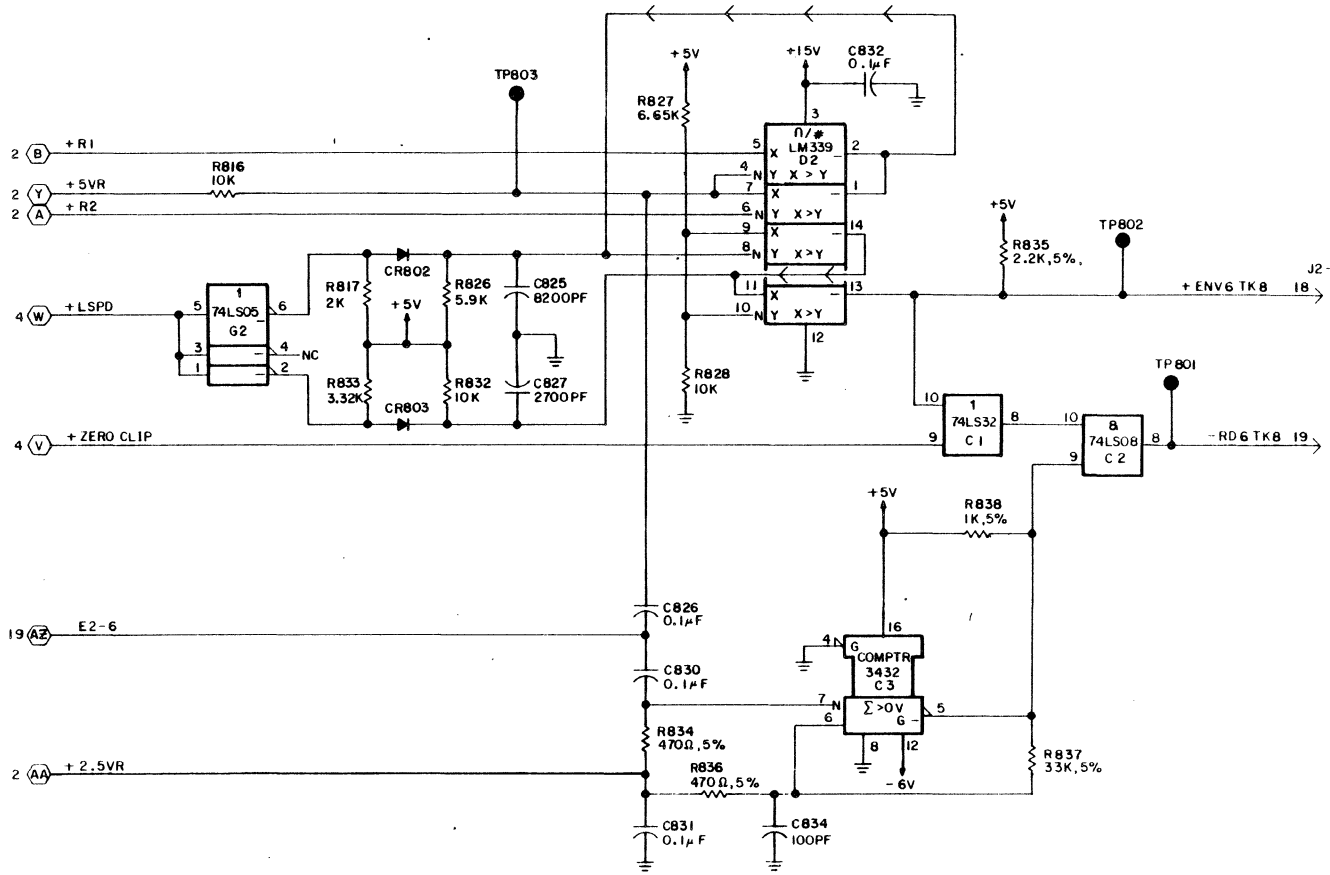 +5V
+15V
C832
0.1µF
TP803
R827
6.65K
3
2 B +R1
5 X
∩/#
LM339
D2
2
R816
10K
4 N Y X>Y
2 Y +5VR
7 X
1
2 A +R2
6 N Y X>Y
9 X
14
8 N Y X>Y
+5V
TP802
R835
2.2K,5%
CR802
R817
2K
+5V
R826
5.9K
C825
8200PF
11 X
13
10 N Y X>Y
12
J2-
+ENV6 TK8 18
4 W +LSPD
5
1
74LS05
G2
6
3
4 NC
1
2
R833
3.32K
R832
10K
C827
2700PF
CR803
R828
10K
TP801
4 V +ZERO CLIP
10
1
74LS32
C1
8
9
10
&
74LS08
C2
8
9
-RD6 TK8 19
+5V
R838
1K,5%
C826
0.1µF
19 AZ E2-6
16
4
G
COMPTR
3432
C3
C830
0.1µF
7 N
Σ>0V
G
5
6
8
12
-6V
R834
470Ω,5%
R837
33K,5%
2 AA +2.5VR
R836
470Ω,5%
C831
0.1µF
C834
100PF